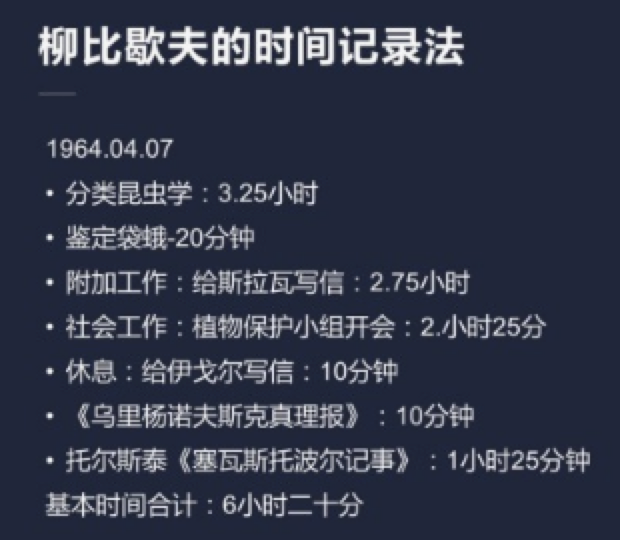 柳比歇夫的时间记录法
1964.04.07
• 分类昆虫学：3.25小时
• 鉴定袋蛾-20分钟
• 附加工作：给斯拉瓦写信：2.75小时
• 社会工作：植物保护小组开会：2.小时25分
• 休息：给伊戈尔写信：10分钟
• 《乌里杨诺夫斯克真理报》：10分钟
• 托尔斯泰《塞瓦斯托波尔记事》：1小时25分钟
基本时间合计：6小时二十分